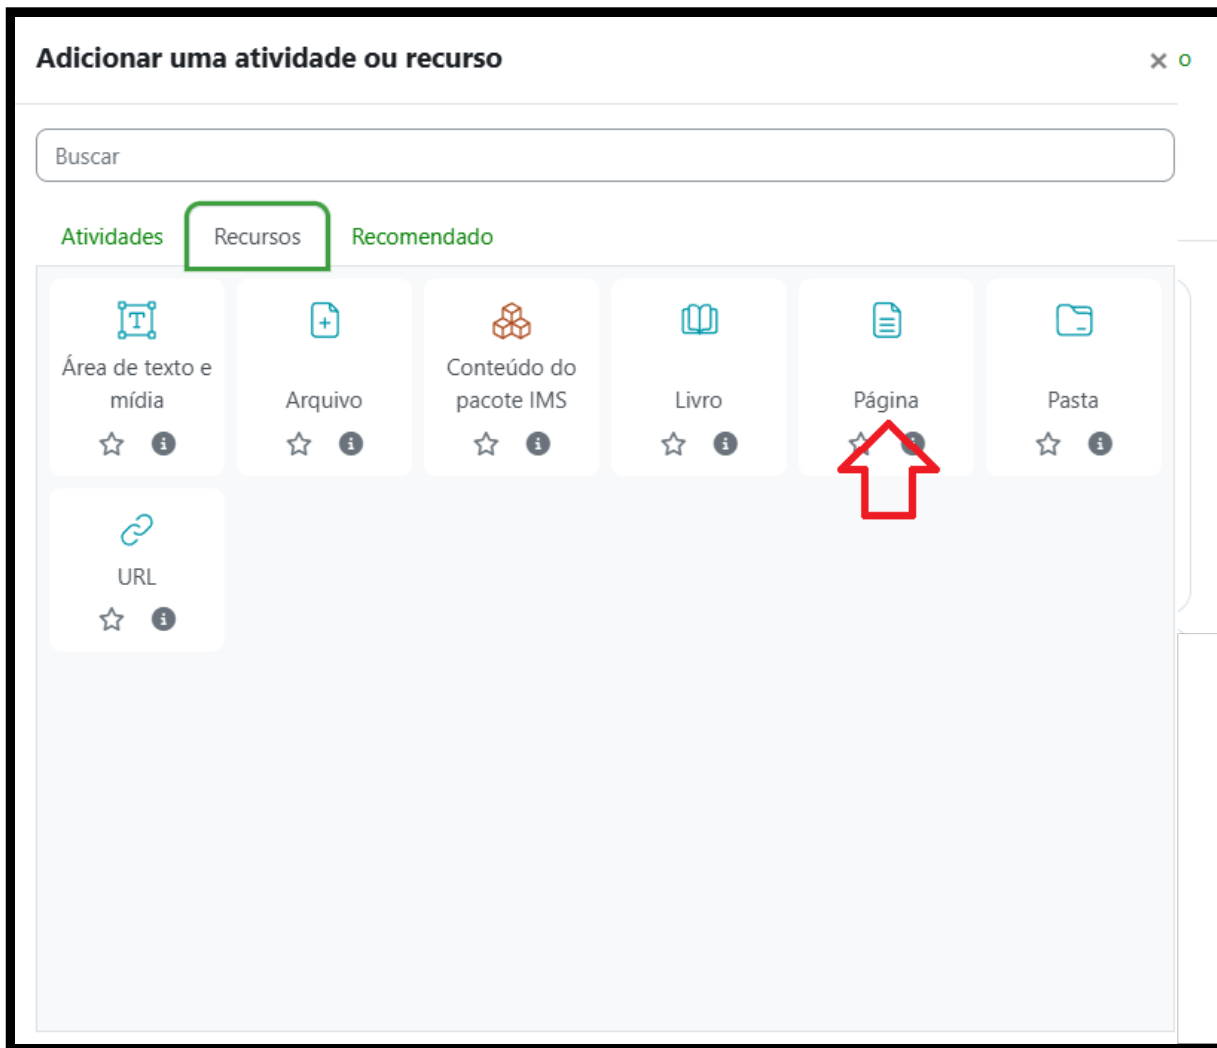 Adicionar uma atividade ou recurso
o
Buscar
Atividades
Recursos
Recomendado
Área de texto e
mídia
Arquivo
Conteúdo do
pacote IMS
Livro
Página
Pasta
URL